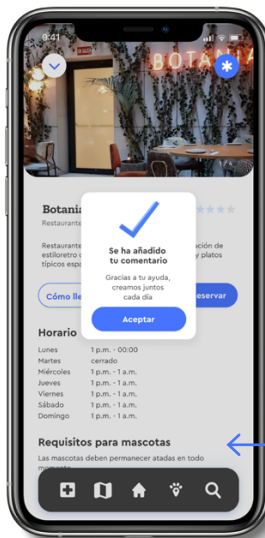 9:41
BOTANIA
Botania
Restaurante
Restaurante
ción de
estiloretro
y platos
típicos
Se ha añadido
tu comentario
Gracias a tu ayuda,
creamos juntos
cada día
Aceptar
Cómo lle
eservar
Horario
Lunes 1 p.m. - 00:00
Martes cerrado
Miércoles 1 p.m. - 1 a.m.
Jueves 1 p.m. - 1 a.m.
Viernes 1 p.m. - 1 a.m.
Sábado 1 p.m. - 1 a.m.
Domingo 1 p.m. - 1 a.m.
Requisitos para mascotas
Las mascotas deben permanecer atadas en todo
momento